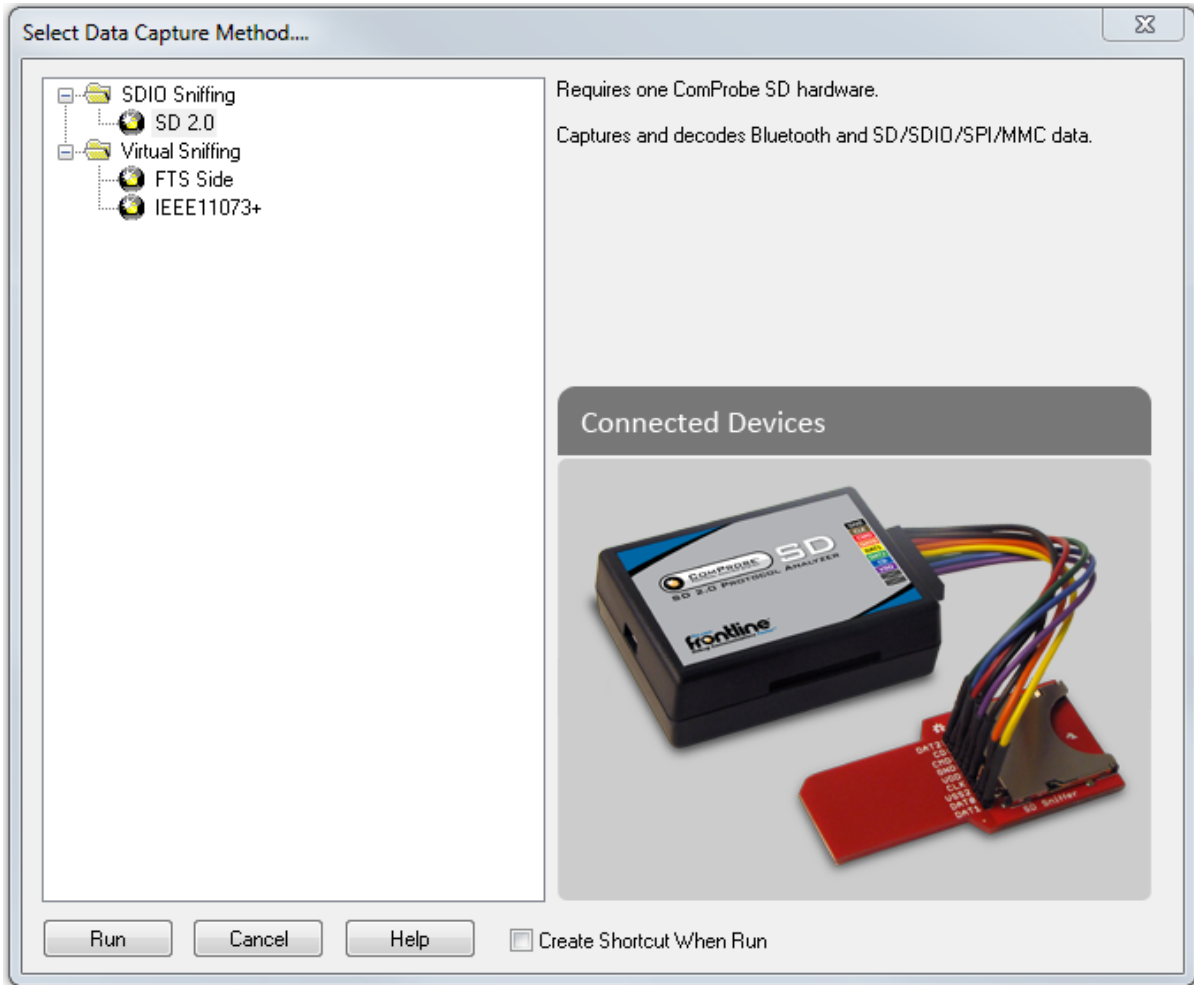 Select Data Capture Method....
SDIO Sniffing
SD 2.0
Virtual Sniffing
FTS Side
IEEE11073+
Requires one ComProbe SD hardware.
Captures and decodes Bluetooth and SD/SDIO/SPI/MMC data.
Connected Devices
COMPROBE SD
SD 2.0 PROTOCOL ANALYZER
frontline
DAT2
CD
CMD
GND
VDD
CLK
VSS2
DAT0
DAT1
SD Sniffer
Run
Cancel
Help
Create Shortcut When Run